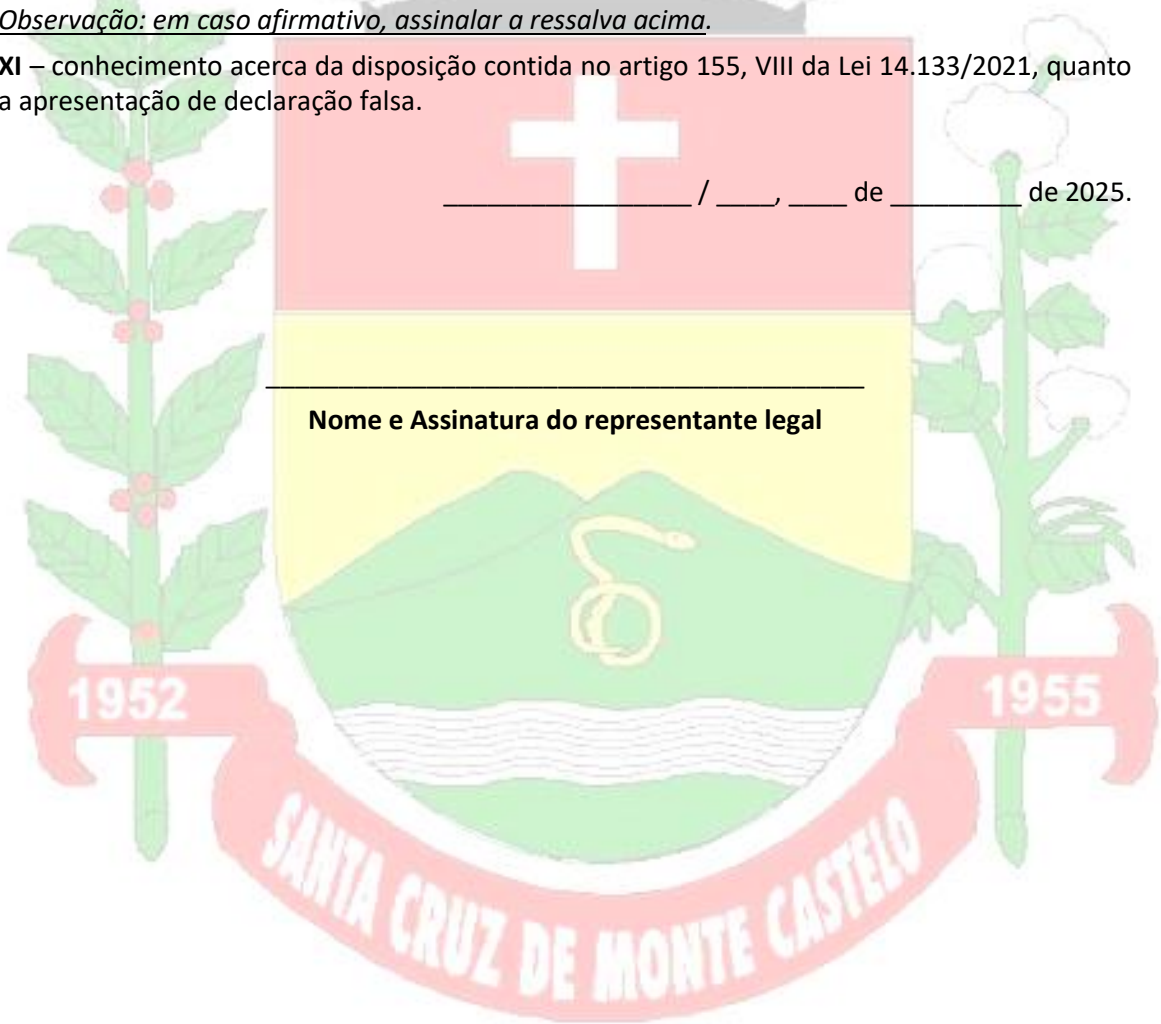 Observação: em caso afirmativo, assinalar a ressalva acima.
XI – conhecimento acerca da disposição contida no artigo 155, VIII da Lei 14.133/2021, quanto
a apresentação de declaração falsa.
_________________ / ____, ____ de _________ de 2025.
_________________________________________
Nome e Assinatura do representante legal
1952
1955
SANTA CRUZ DE MONTE CASTELO